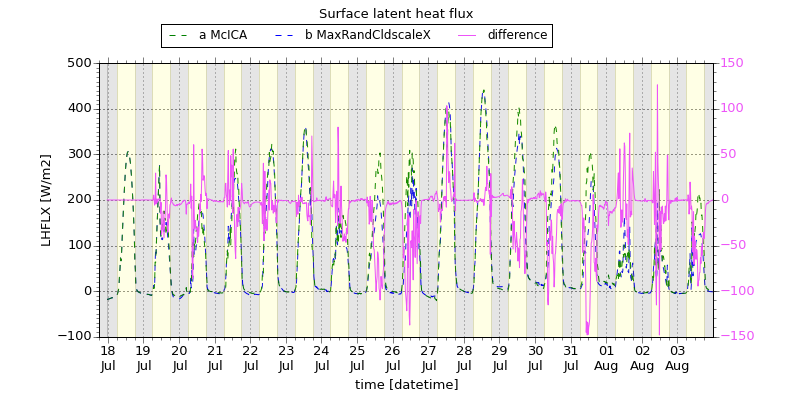 Surface latent heat flux
a McICA b MaxRandCldscaleX difference
500 150
400 100
300 50
200 0
100 −50
0 −100
−100 −150
LHFLX [W/m2]
18 19 20 21 22 23 24 25 26 27 28 29 30 31 01 02 03
Jul Jul Jul Jul Jul Jul Jul Jul Jul Jul Jul Jul Jul Jul Aug Aug Aug
time [datetime]